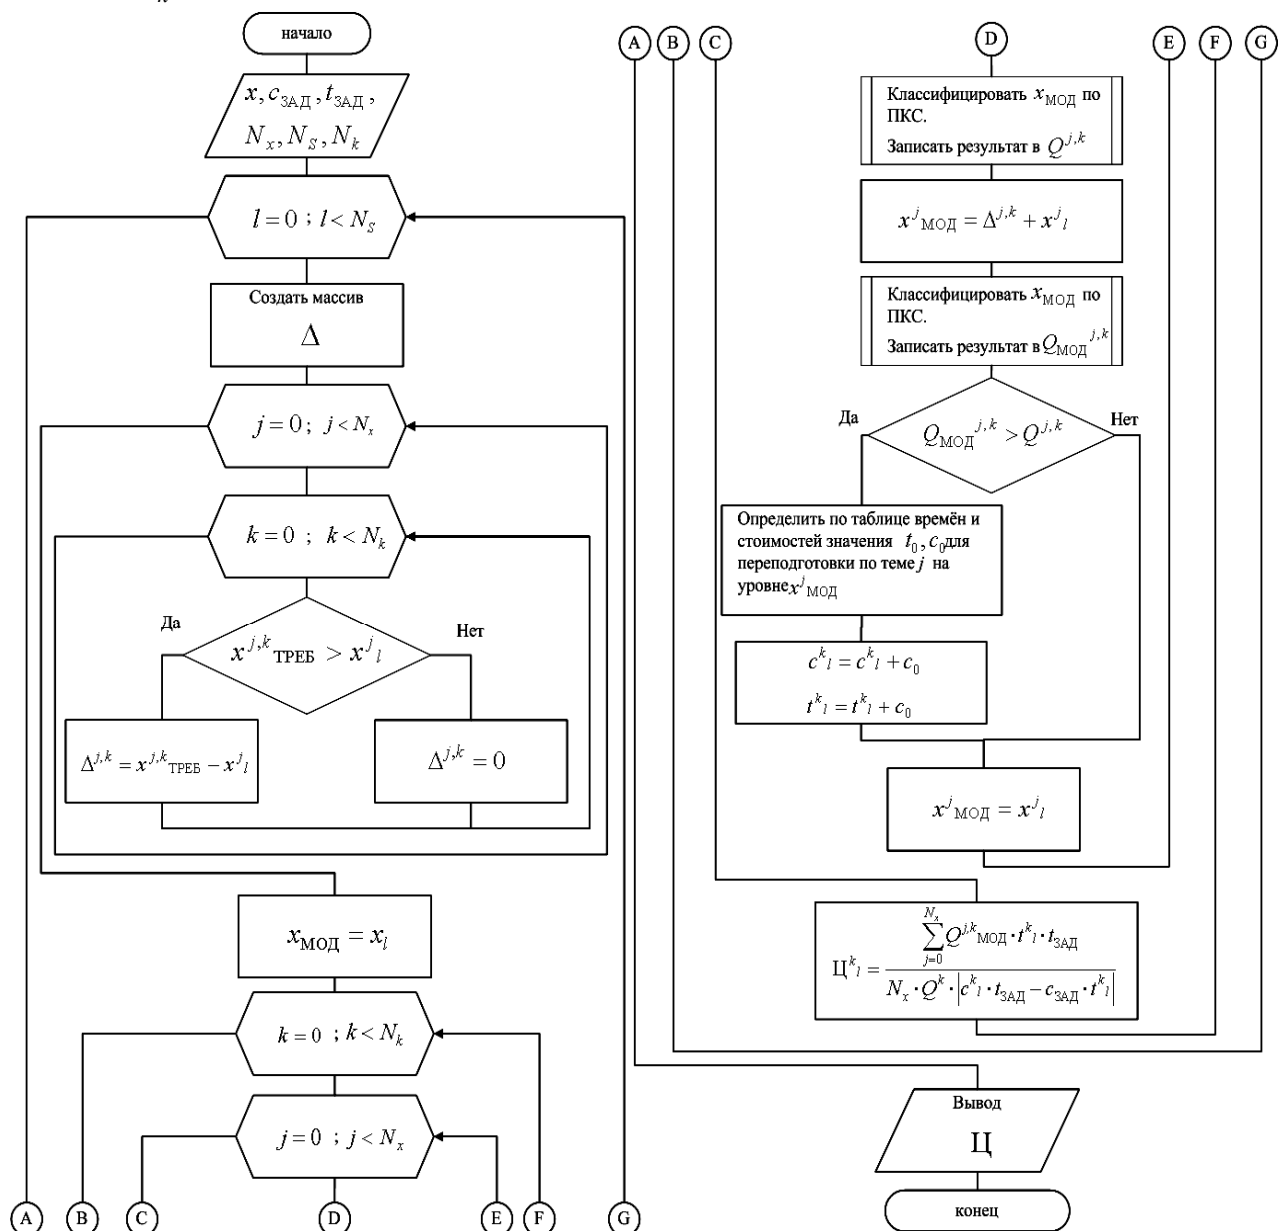 начало
x, c_ЗАД, t_ЗАД,
N_x, N_S, N_k
l = 0 ; l < N_S
Создать массив
Δ
j = 0 ; j < N_x
k = 0 ; k < N_k
Да
Нет
x^{j,k}_ТРЕБ > x^j_l
Δ^{j,k} = x^{j,k}_ТРЕБ − x^j_l
Δ^{j,k} = 0
x_МОД = x_l
k = 0 ; k < N_k
j = 0 ; j < N_x
A B C D E F G
A B C D E F G
Классифицировать x_МОД по
ПКС.
Записать результат в Q^{j,k}
x^j_МОД = Δ^{j,k} + x^j_l
Классифицировать x_МОД по
ПКС.
Записать результат в Q_МОД^{j,k}
Да
Нет
Q_МОД^{j,k} > Q^{j,k}
Определить по таблице времён и
стоимостей значения t_0, c_0 для
переподготовки по теме j на
уровне x^j_МОД
c^k_l = c^k_l + c_0
t^k_l = t^k_l + c_0
x^j_МОД = x^j_l
Ц^k_l = \frac{\sum_{j=0}^{N_x} Q^{j,k}_МОД · t^k_l · t_ЗАД}{N_x · Q^k · |c^k_l · t_ЗАД − c_ЗАД · t^k_l|}
Вывод
Ц
конец